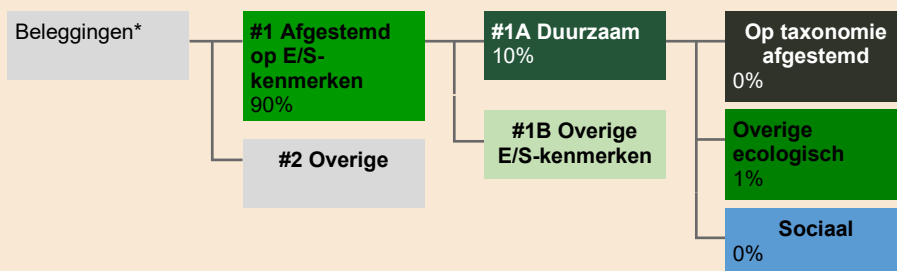 Beleggingen*
#1 Afgestemd
op E/S-
kenmerken
90%
#2 Overige
#1A Duurzaam
10%
#1B Overige
E/S-kenmerken
Op taxonomie
afgestemd
0%
Overige
ecologisch
1%
Sociaal
0%